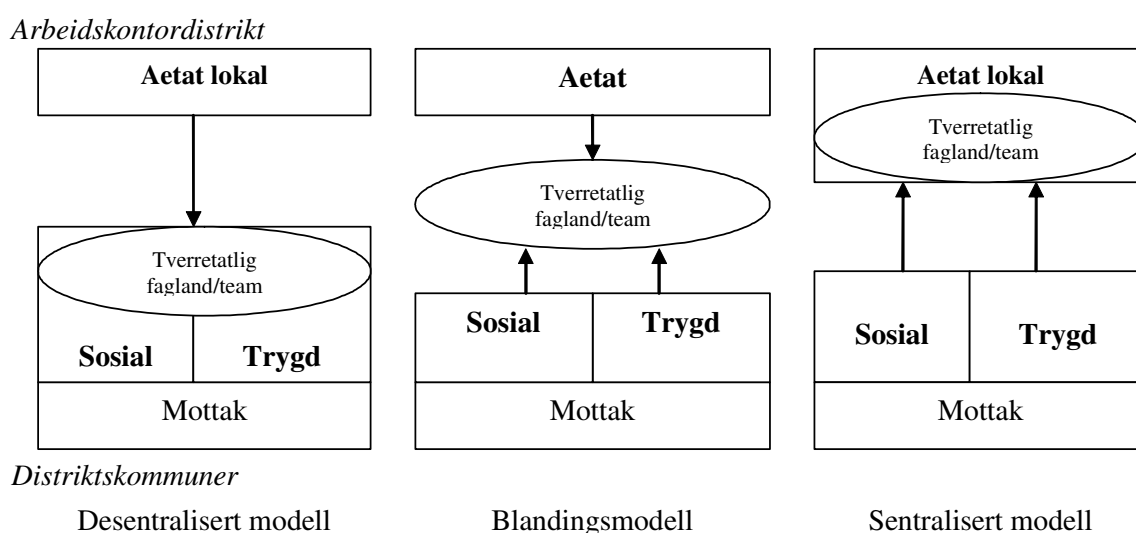 Arbeidskontordistrikt
Aetat lokal
Tverretatlig
fagland/team
Sosial
Trygd
Mottak
Aetat
Tverretatlig
fagland/team
Sosial
Trygd
Mottak
Aetat lokal
Tverretatlig
fagland/team
Sosial
Trygd
Mottak
Distriktskommuner
Desentralisert modell
Blandingsmodell
Sentralisert modell